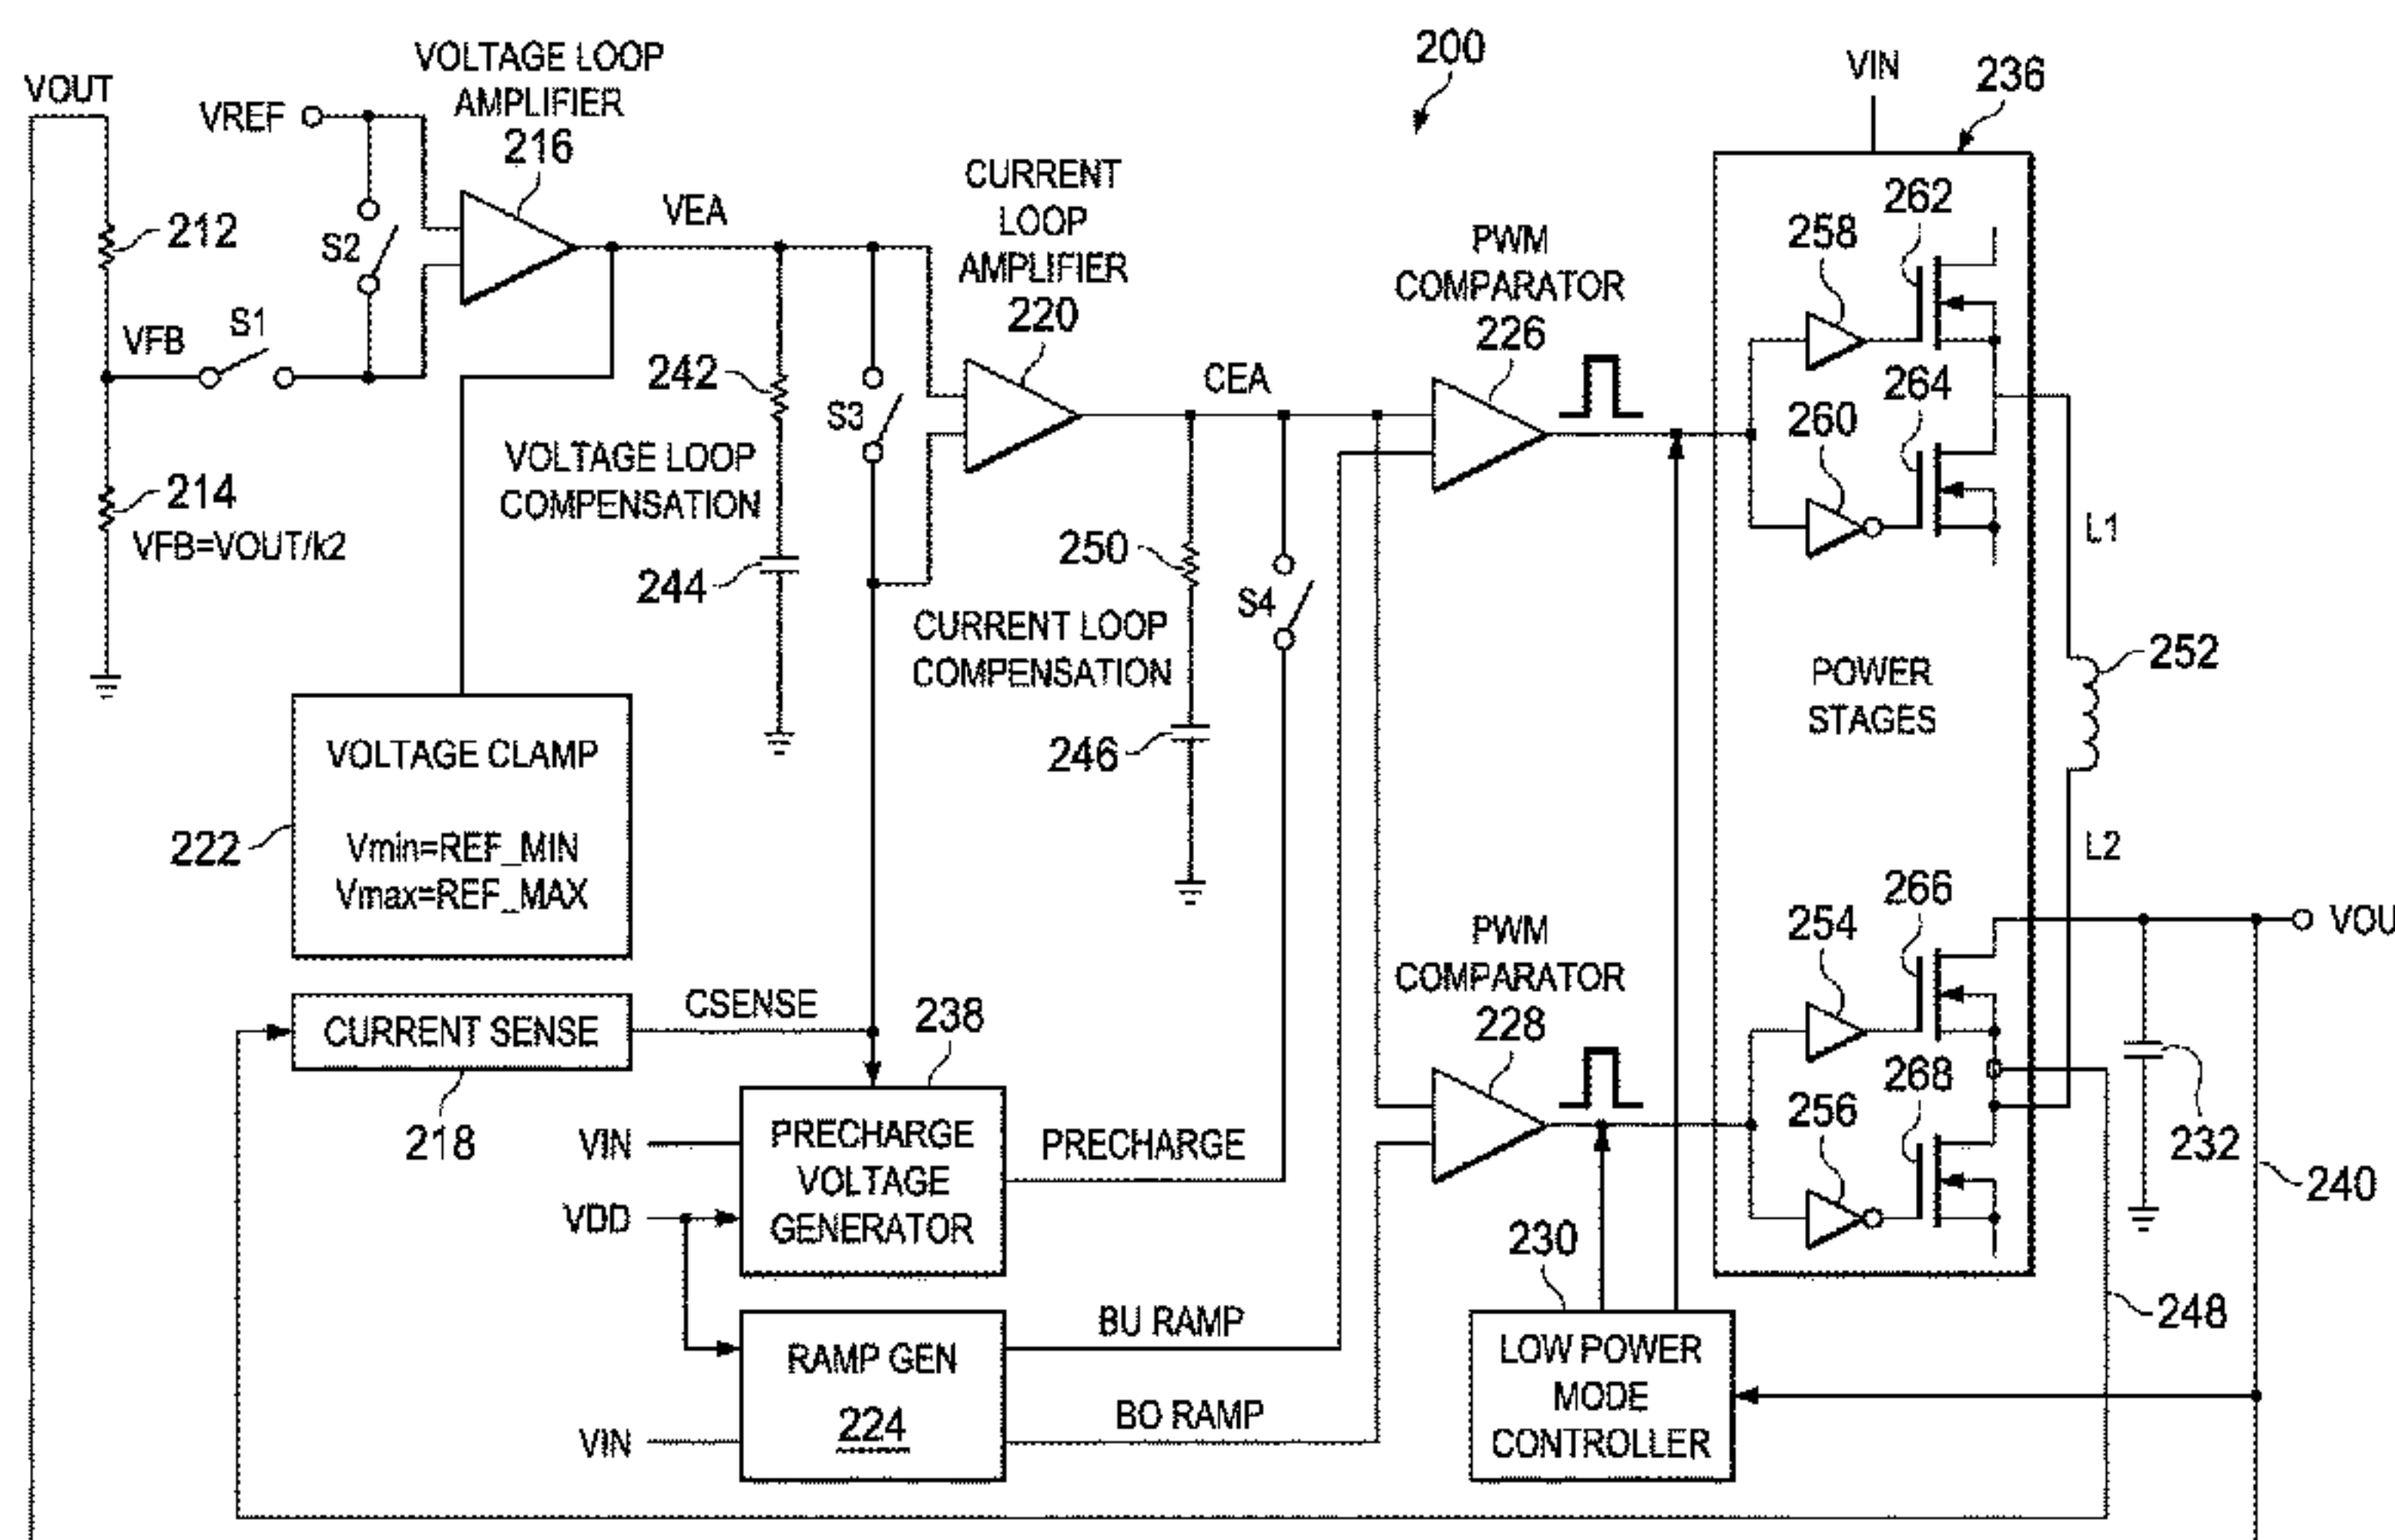 200
VOUT
VREF
VOLTAGE LOOP
AMPLIFIER
216
VIN
236
212
S2
VEA
CURRENT
LOOP
AMPLIFIER
220
PWM
COMPARATOR
226
258
262
VFB
S1
242
S3
CEA
260
264
214
VFB=VOUT/k2
VOLTAGE LOOP
COMPENSATION
244
250
S4
L1
CURRENT LOOP
COMPENSATION
246
POWER
STAGES
252
VOLTAGE CLAMP
Vmin=REF_MIN
Vmax=REF_MAX
222
L2
PWM
COMPARATOR
228
254
266
VOU
CURRENT SENSE
218
CSENSE
238
256
268
232
VIN
VDD
PRECHARGE
VOLTAGE
GENERATOR
PRECHARGE
240
230
248
RAMP GEN
224
VIN
BU RAMP
BO RAMP
LOW POWER
MODE
CONTROLLER